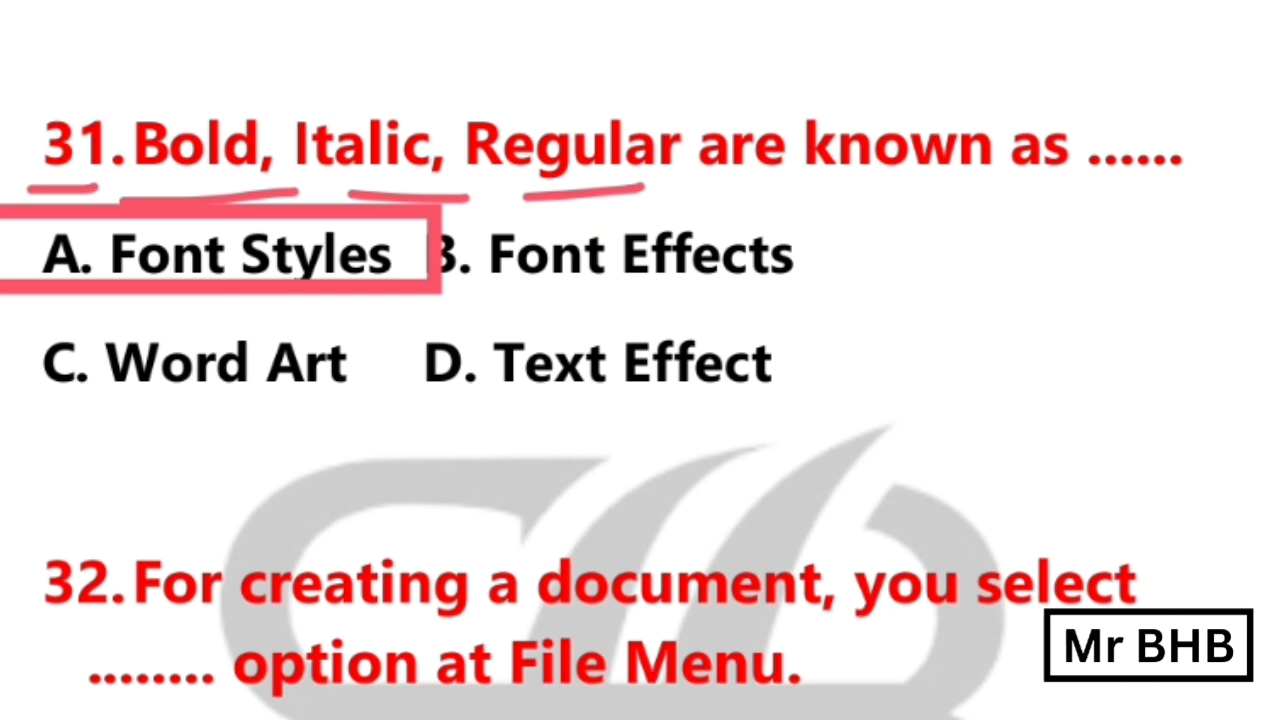 31. Bold, Italic, Regular are known as ......
A. Font Styles B. Font Effects
C. Word Art D. Text Effect
32. For creating a document, you select
........ option at File Menu.
Mr BHB